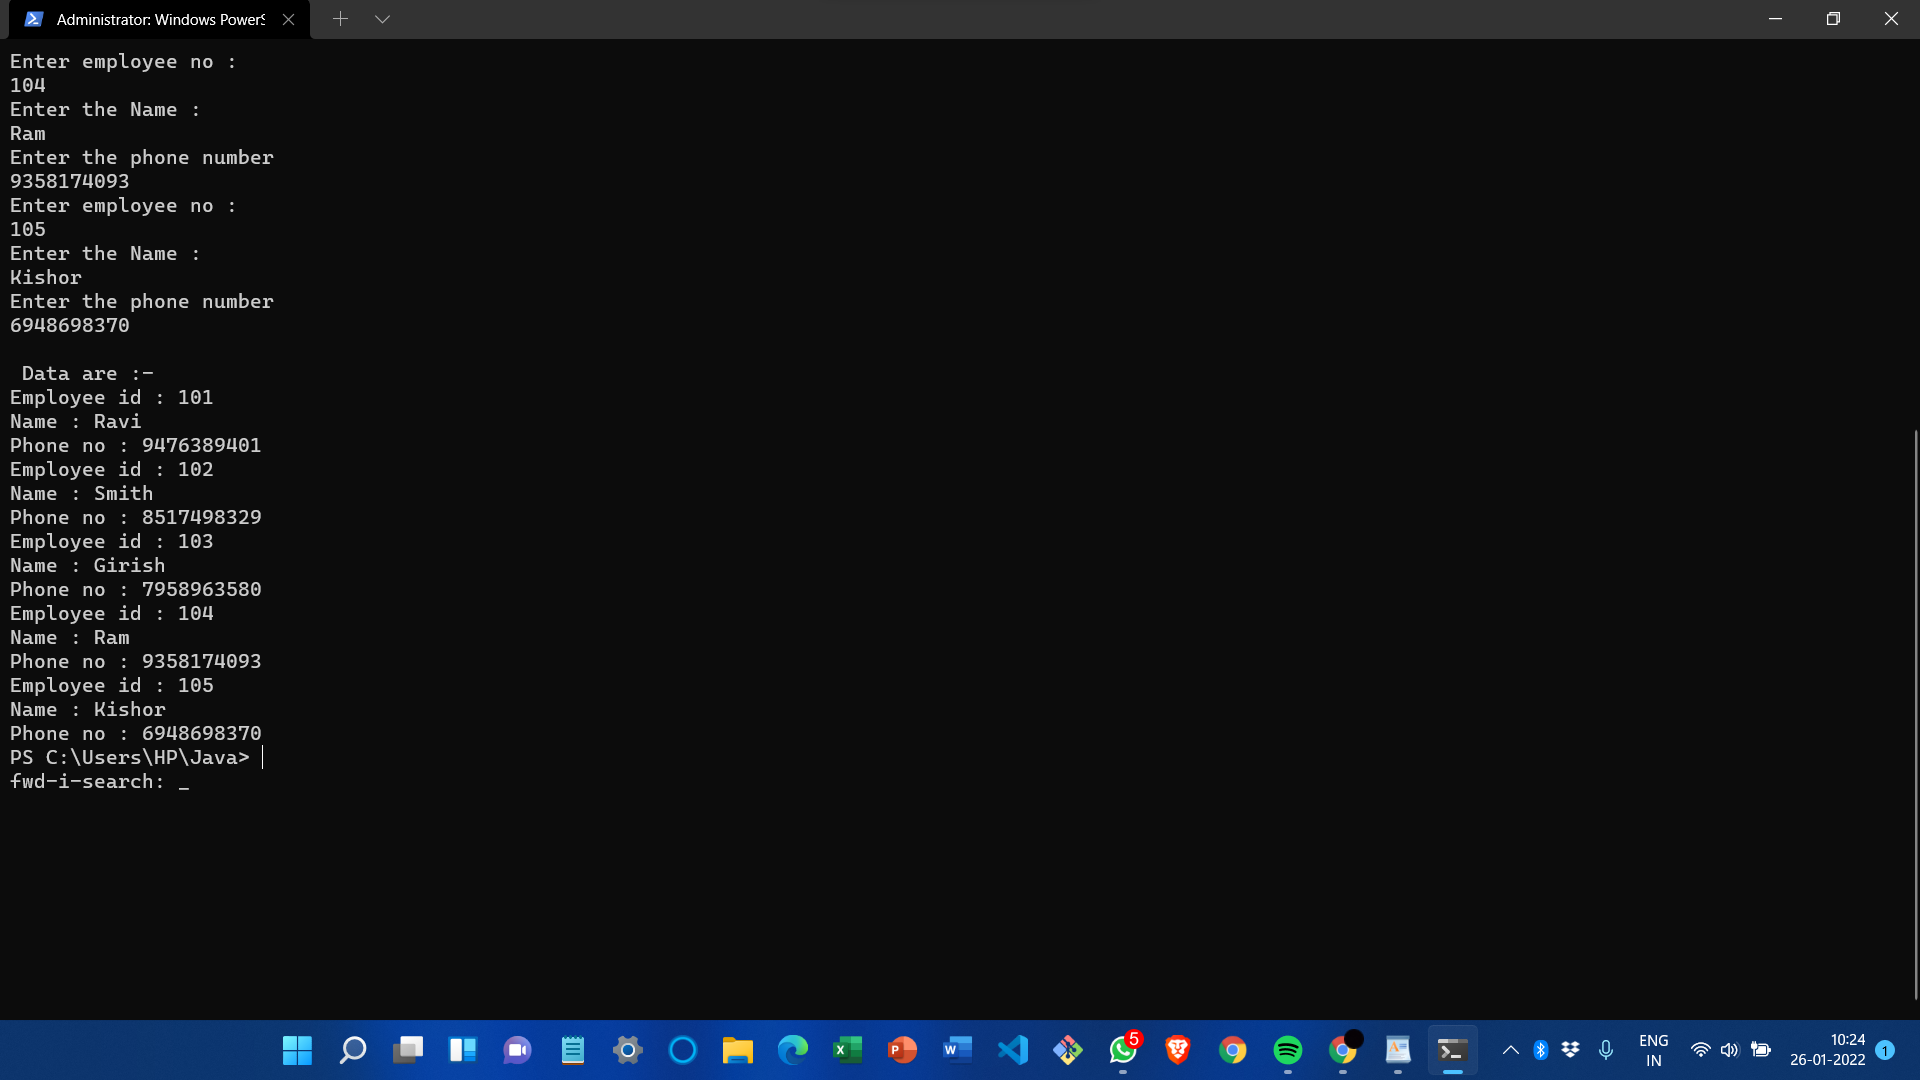 Administrator: Windows PowerS
Enter employee no :
104
Enter the Name :
Ram
Enter the phone number
9358174093
Enter employee no :
105
Enter the Name :
Kishor
Enter the phone number
6948698370
Data are :-
Employee id : 101
Name : Ravi
Phone no : 9476389401
Employee id : 102
Name : Smith
Phone no : 8517498329
Employee id : 103
Name : Girish
Phone no : 7958963580
Employee id : 104
Name : Ram
Phone no : 9358174093
Employee id : 105
Name : Kishor
Phone no : 6948698370
PS C:\Users\HP\Java>
fwd-i-search: _
5
ENG
IN
10:24
26-01-2022
1